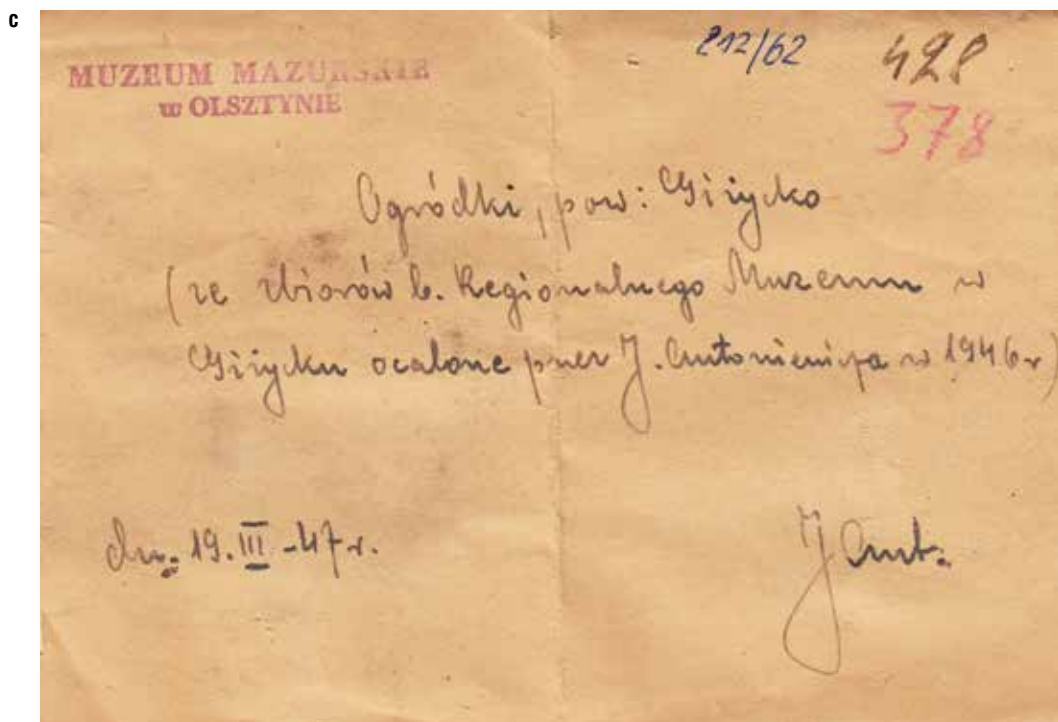 c
MUZEUM MAZURSKIE
w OLSZTYNIE
212/62
428
378
Ogródki, pow: Giżycko
(ze zbiorów b. Regionalnego Muzeum w
Giżycku ocalone przez J. Antoniewicza w 1946 r)
dn. 19.III-47 r.
J Ant.